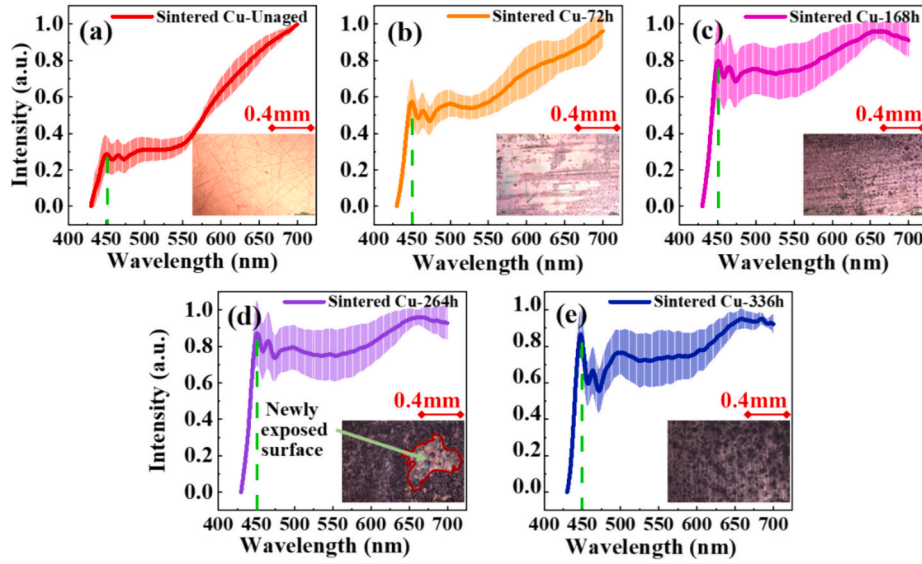 (a)
Sintered Cu-Unaged
0.4mm
Intensity (a.u.)
1.0
0.8
0.6
0.4
0.2
0.0
400 450 500 550 600 650 700
Wavelength (nm)
(b)
Sintered Cu-72h
0.4mm
1.0
0.8
0.6
0.4
0.2
0.0
400 450 500 550 600 650 700
Wavelength (nm)
(c)
Sintered Cu-168h
0.4mm
1.0
0.8
0.6
0.4
0.2
0.0
400 450 500 550 600 650 700
Wavelength (nm)
(d)
Sintered Cu-264h
0.4mm
Newly
exposed
surface
Intensity (a.u.)
1.0
0.8
0.6
0.4
0.2
0.0
400 450 500 550 600 650 700
Wavelength (nm)
(e)
Sintered Cu-336h
0.4mm
1.0
0.8
0.6
0.4
0.2
0.0
400 450 500 550 600 650 700
Wavelength (nm)